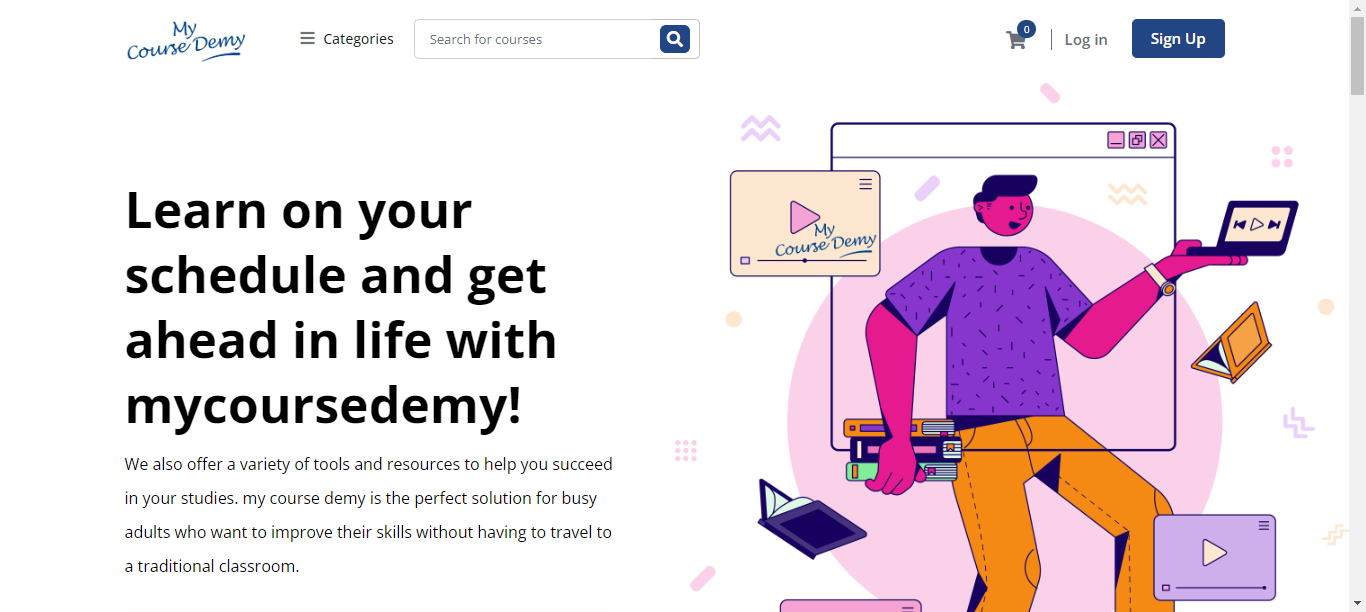 My
Course Demy
Categories
Search for courses
0
Log in
Sign Up
Learn on your
schedule and get
ahead in life with
mycoursedemy!
We also offer a variety of tools and resources to help you succeed
in your studies. my course demy is the perfect solution for busy
adults who want to improve their skills without having to travel to
a traditional classroom.
My
Course Demy